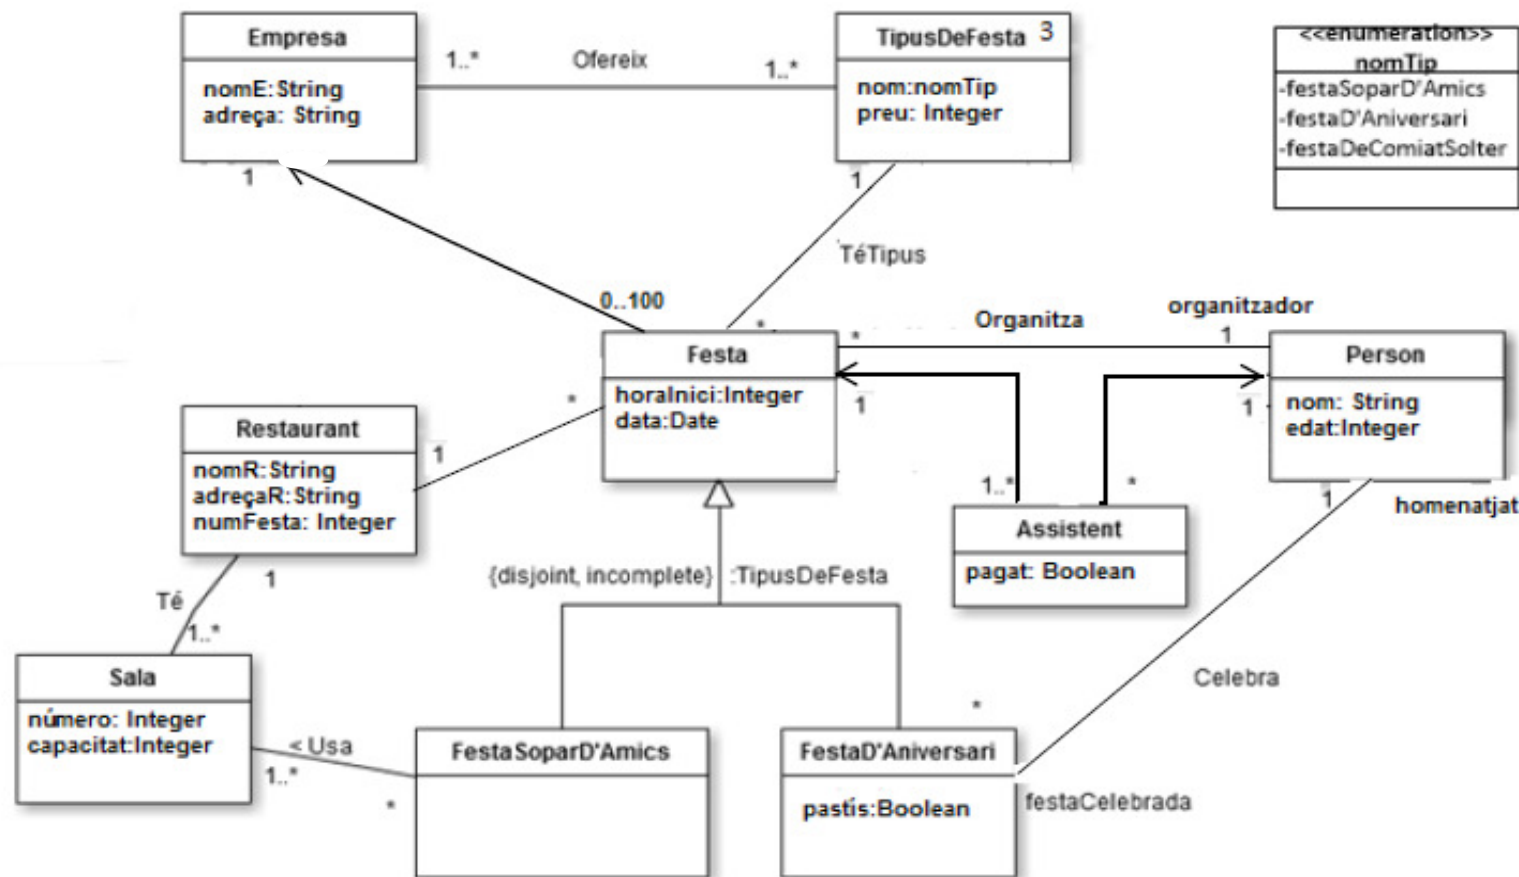 Empresa
nomE:String
adreça: String
1..*
Ofereix
1..*
TipusDeFesta 3
nom:nomTip
preu: Integer
<<enumeration>>
nomTip
-festaSoparD'Amics
-festaD'Aniversari
-festaDeComiatSolter
1
1
TéTipus
0..100
*
Festa
horaInici:Integer
data:Date
*
Organitza
organitzador
1
Person
nom: String
edat:Integer
1
1
*
1
Restaurant
nomR:String
adreçaR:String
numFesta: Integer
1..*
*
Assistent
pagat: Boolean
1
homenatjat
{disjoint, incomplete}
:TipusDeFesta
1
Té
1..*
Sala
número: Integer
capacitat:Integer
< Usa
1..*
*
FestaSoparD'Amics
FestaD'Aniversari
pastís:Boolean
*
Celebra
festaCelebrada